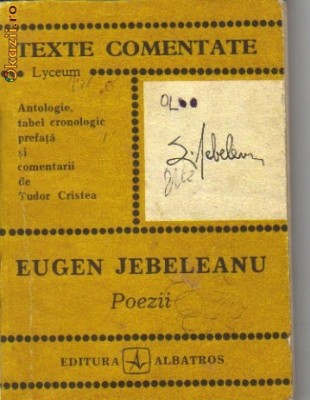 TEXTE COMENTATE
Lyceum
Antologie,
tabel cronologic
prefață
și
comentarii
de
Tudor Cristea
EUGEN JEBELEANU
Poezii
EDITURA ALBATROS
Okazii.ro